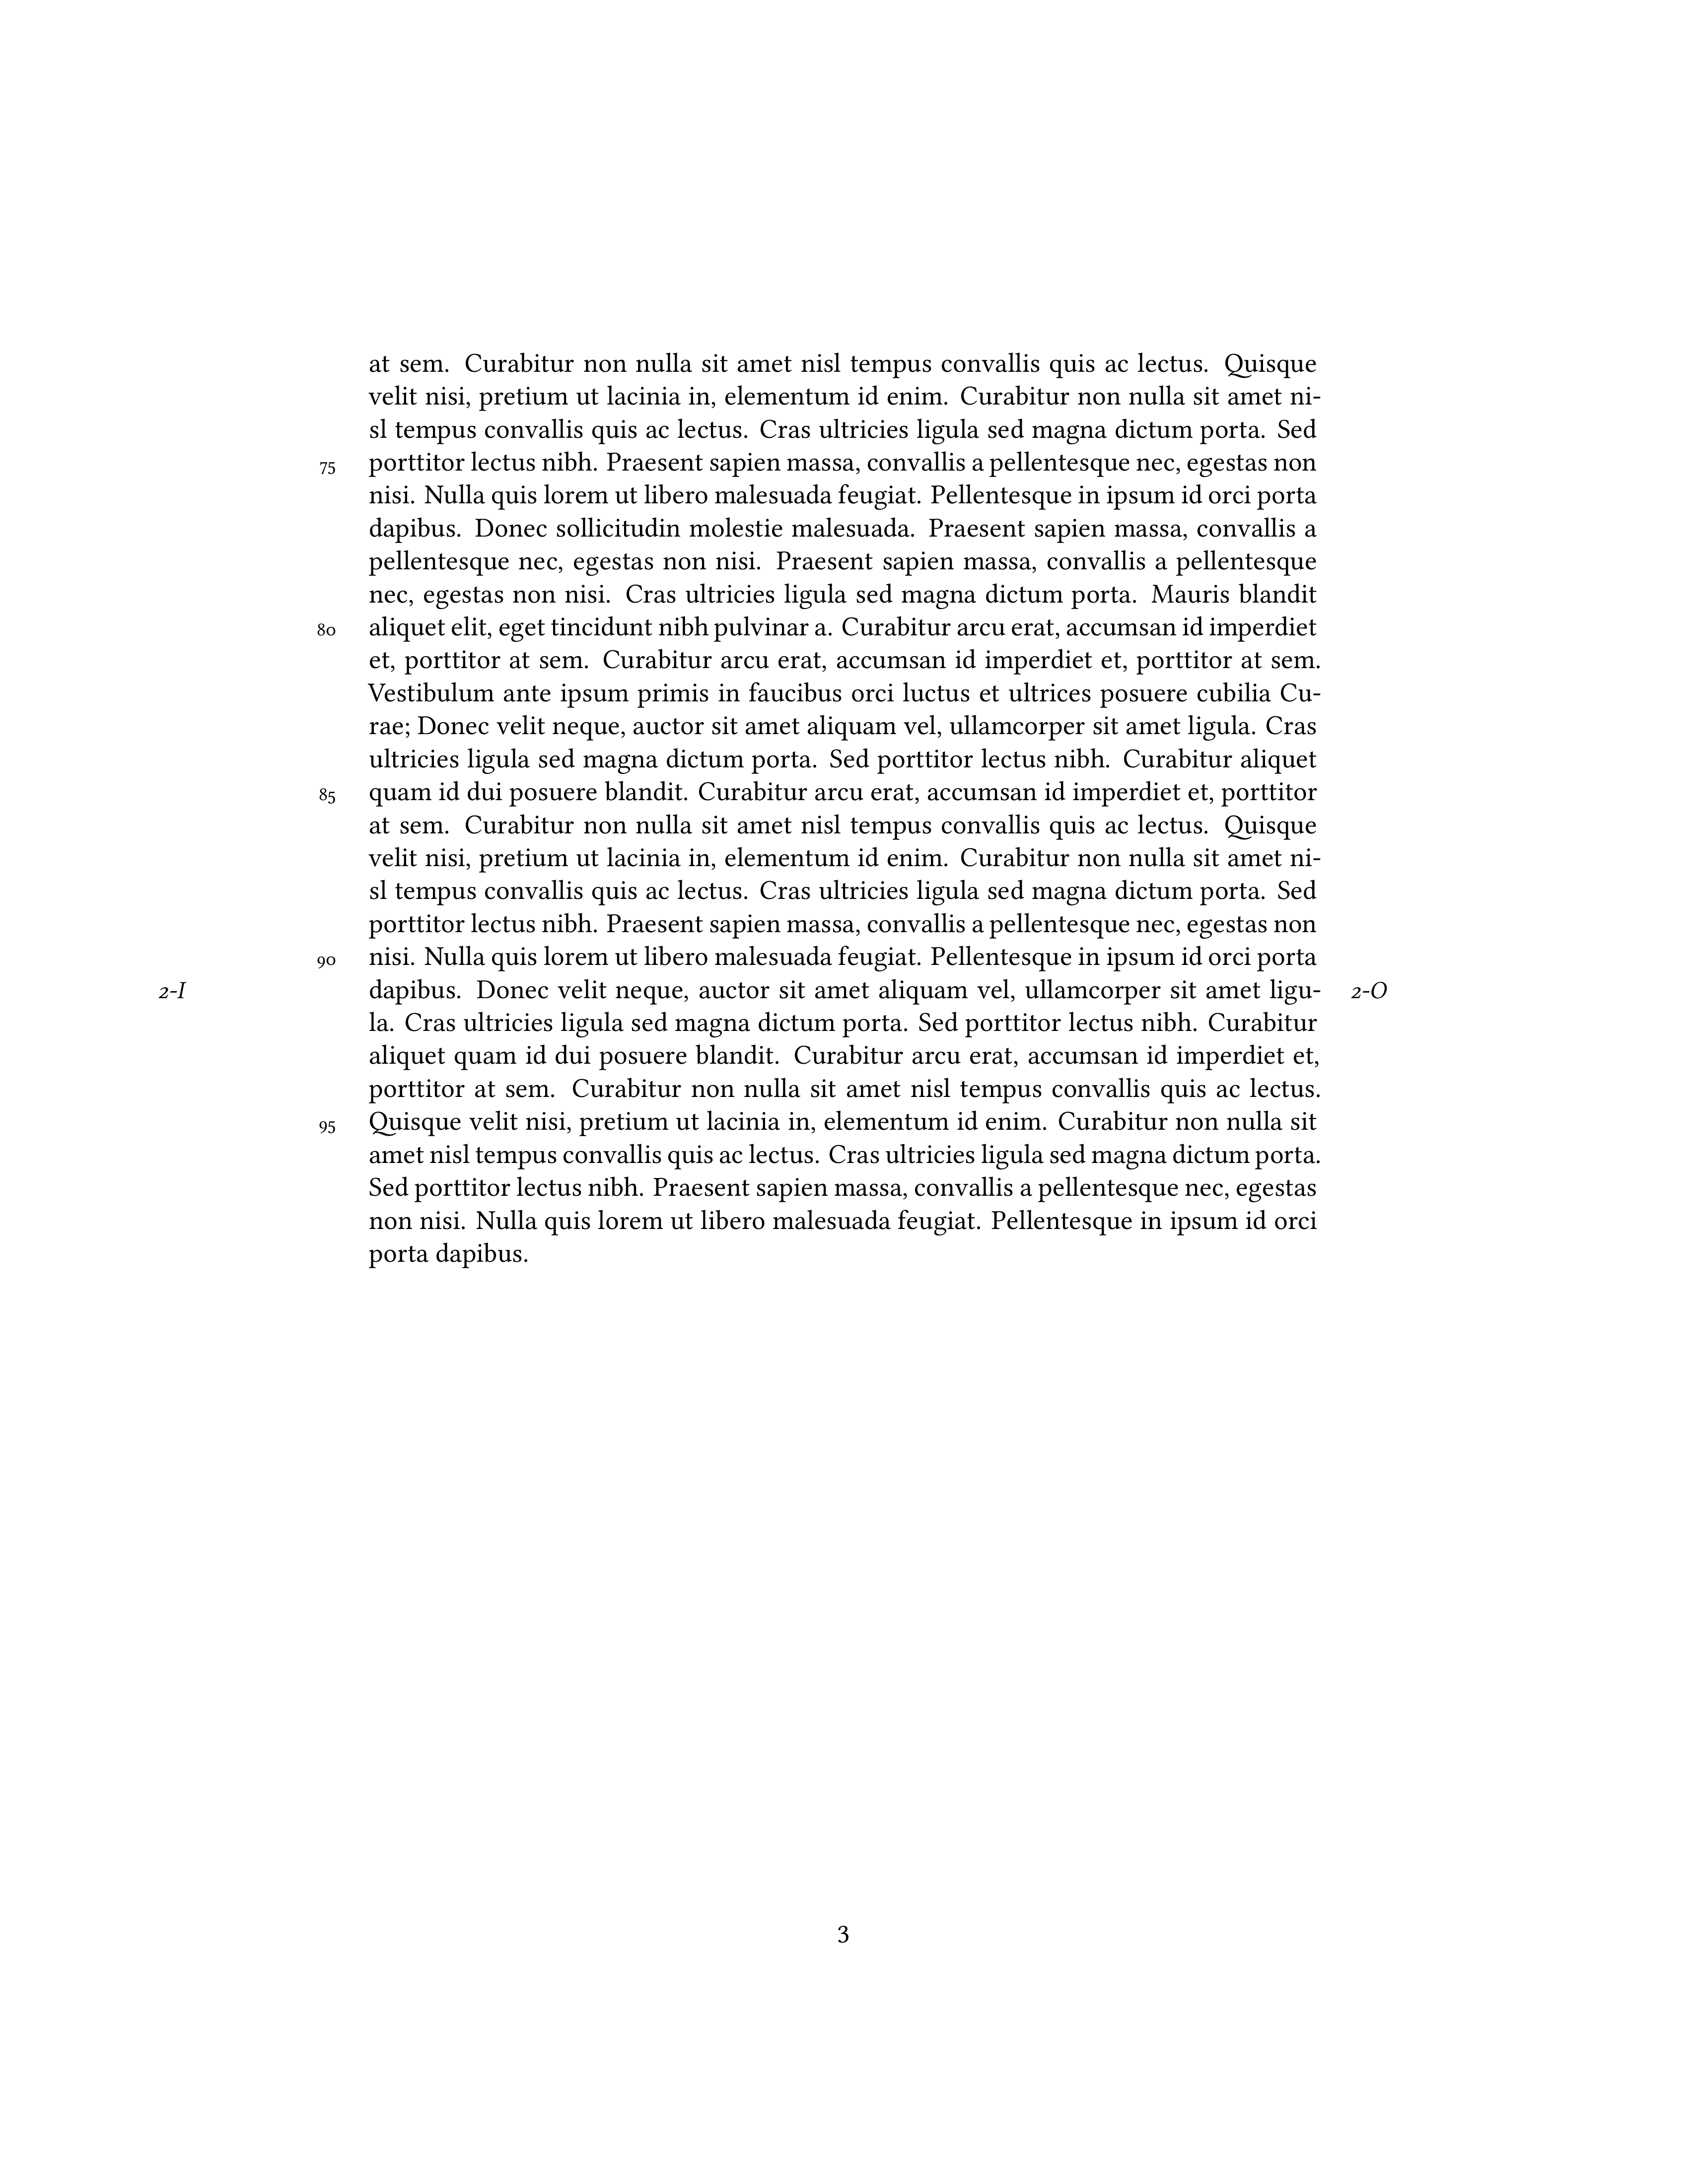 at sem. Curabitur non nulla sit amet nisl tempus convallis quis ac lectus. Quisque
velit nisi, pretium ut lacinia in, elementum id enim. Curabitur non nulla sit amet ni-
sl tempus convallis quis ac lectus. Cras ultricies ligula sed magna dictum porta. Sed
75 porttitor lectus nibh. Praesent sapien massa, convallis a pellentesque nec, egestas non
nisi. Nulla quis lorem ut libero malesuada feugiat. Pellentesque in ipsum id orci porta
dapibus. Donec sollicitudin molestie malesuada. Praesent sapien massa, convallis a
pellentesque nec, egestas non nisi. Praesent sapien massa, convallis a pellentesque
nec, egestas non nisi. Cras ultricies ligula sed magna dictum porta. Mauris blandit
80 aliquet elit, eget tincidunt nibh pulvinar a. Curabitur arcu erat, accumsan id imperdiet
et, porttitor at sem. Curabitur arcu erat, accumsan id imperdiet et, porttitor at sem.
Vestibulum ante ipsum primis in faucibus orci luctus et ultrices posuere cubilia Cu-
rae; Donec velit neque, auctor sit amet aliquam vel, ullamcorper sit amet ligula. Cras
ultricies ligula sed magna dictum porta. Sed porttitor lectus nibh. Curabitur aliquet
85 quam id dui posuere blandit. Curabitur arcu erat, accumsan id imperdiet et, porttitor
at sem. Curabitur non nulla sit amet nisl tempus convallis quis ac lectus. Quisque
velit nisi, pretium ut lacinia in, elementum id enim. Curabitur non nulla sit amet ni-
sl tempus convallis quis ac lectus. Cras ultricies ligula sed magna dictum porta. Sed
porttitor lectus nibh. Praesent sapien massa, convallis a pellentesque nec, egestas non
90 nisi. Nulla quis lorem ut libero malesuada feugiat. Pellentesque in ipsum id orci porta
2-I dapibus. Donec velit neque, auctor sit amet aliquam vel, ullamcorper sit amet ligu- 2-O
la. Cras ultricies ligula sed magna dictum porta. Sed porttitor lectus nibh. Curabitur
aliquet quam id dui posuere blandit. Curabitur arcu erat, accumsan id imperdiet et,
porttitor at sem. Curabitur non nulla sit amet nisl tempus convallis quis ac lectus.
95 Quisque velit nisi, pretium ut lacinia in, elementum id enim. Curabitur non nulla sit
amet nisl tempus convallis quis ac lectus. Cras ultricies ligula sed magna dictum porta.
Sed porttitor lectus nibh. Praesent sapien massa, convallis a pellentesque nec, egestas
non nisi. Nulla quis lorem ut libero malesuada feugiat. Pellentesque in ipsum id orci
porta dapibus.
3